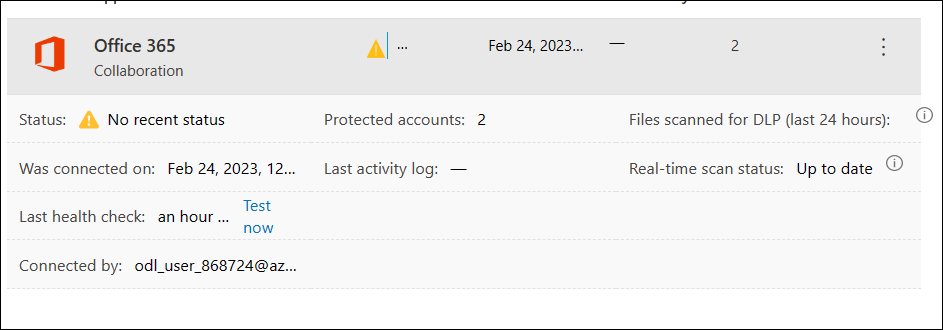 Office 365
Collaboration
... Feb 24, 2023... — 2
Status: No recent status Protected accounts: 2 Files scanned for DLP (last 24 hours):
Was connected on: Feb 24, 2023, 12... Last activity log: — Real-time scan status: Up to date
Last health check: an hour ... Test now
Connected by: odl_user_868724@az...